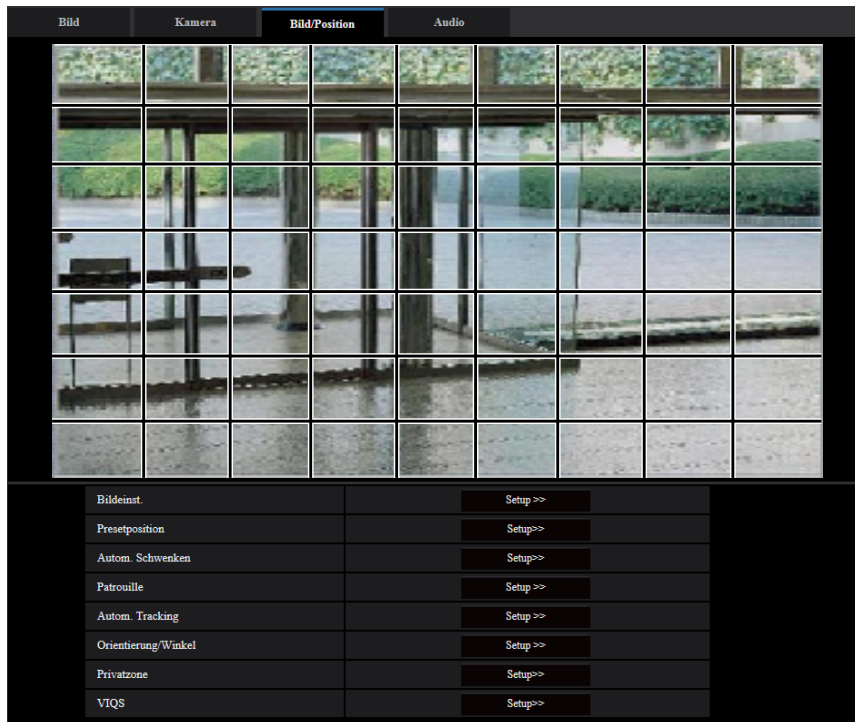 Bild Kamera Bild/Position Audio
Bildeinst. Setup >>
Presetposition Setup>>
Autom. Schwenken Setup>>
Patrouille Setup >>
Autom. Tracking Setup >>
Orientierung/Winkel Setup >>
Privatzone Setup>>
VIQS Setup>>